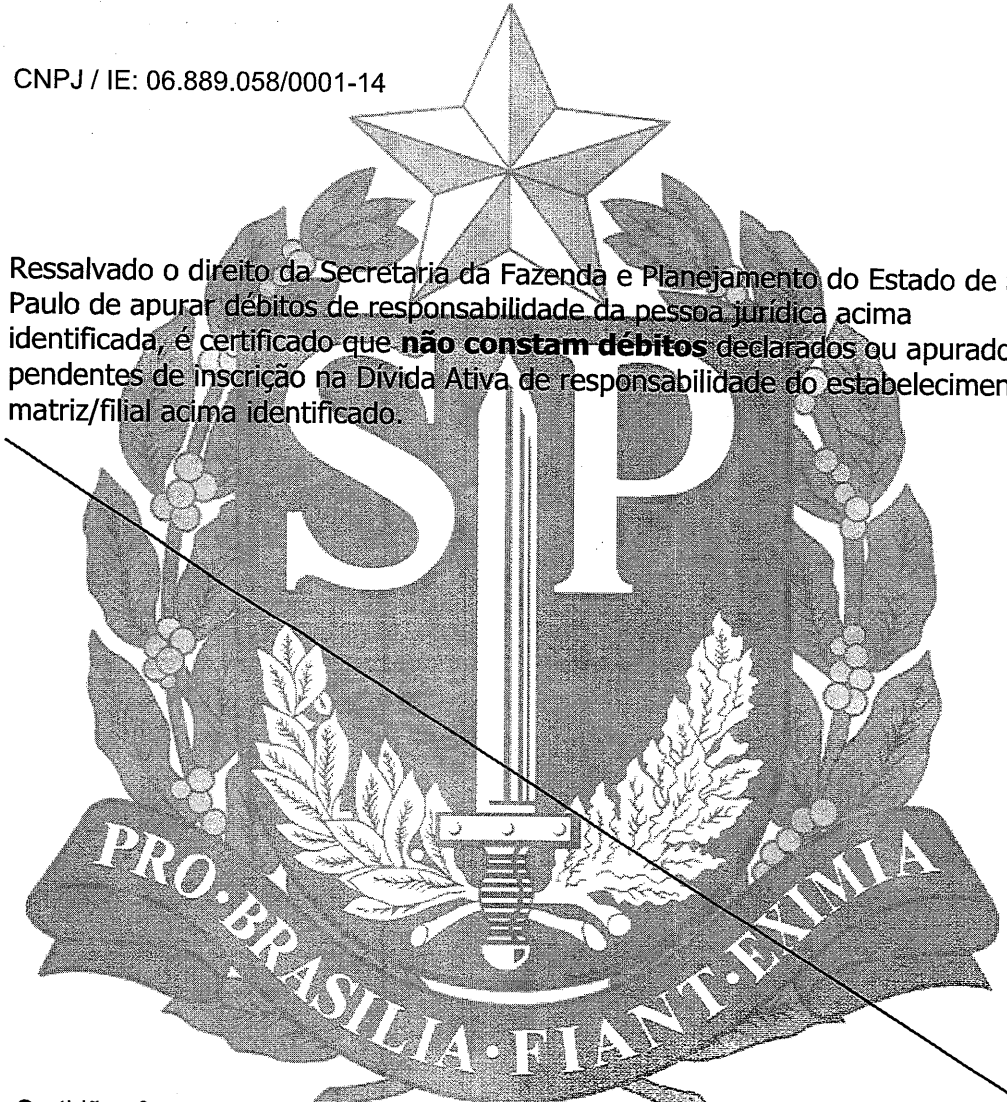 CNPJ / IE: 06.889.058/0001-14
Ressalvado o direito da Secretaria da Fazenda e Planejamento do Estado de
Paulo de apurar débitos de responsabilidade da pessoa jurídica acima
identificada, é certificado que não constam débitos declarados ou apurado
pendentes de inscrição na Dívida Ativa de responsabilidade do estabelecimen
matriz/filial acima identificado.
SP
PRO·BRASILIA·FIANT·EXIMIA